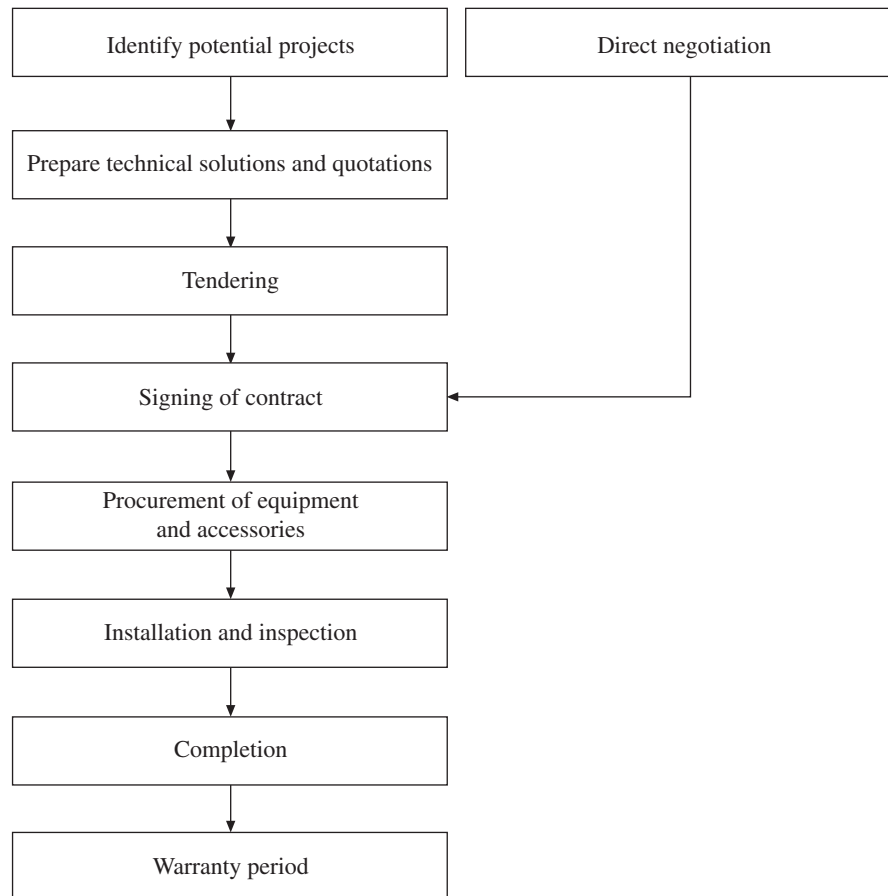 Identify potential projects
Direct negotiation
Prepare technical solutions and quotations
Tendering
Signing of contract
Procurement of equipment
and accessories
Installation and inspection
Completion
Warranty period